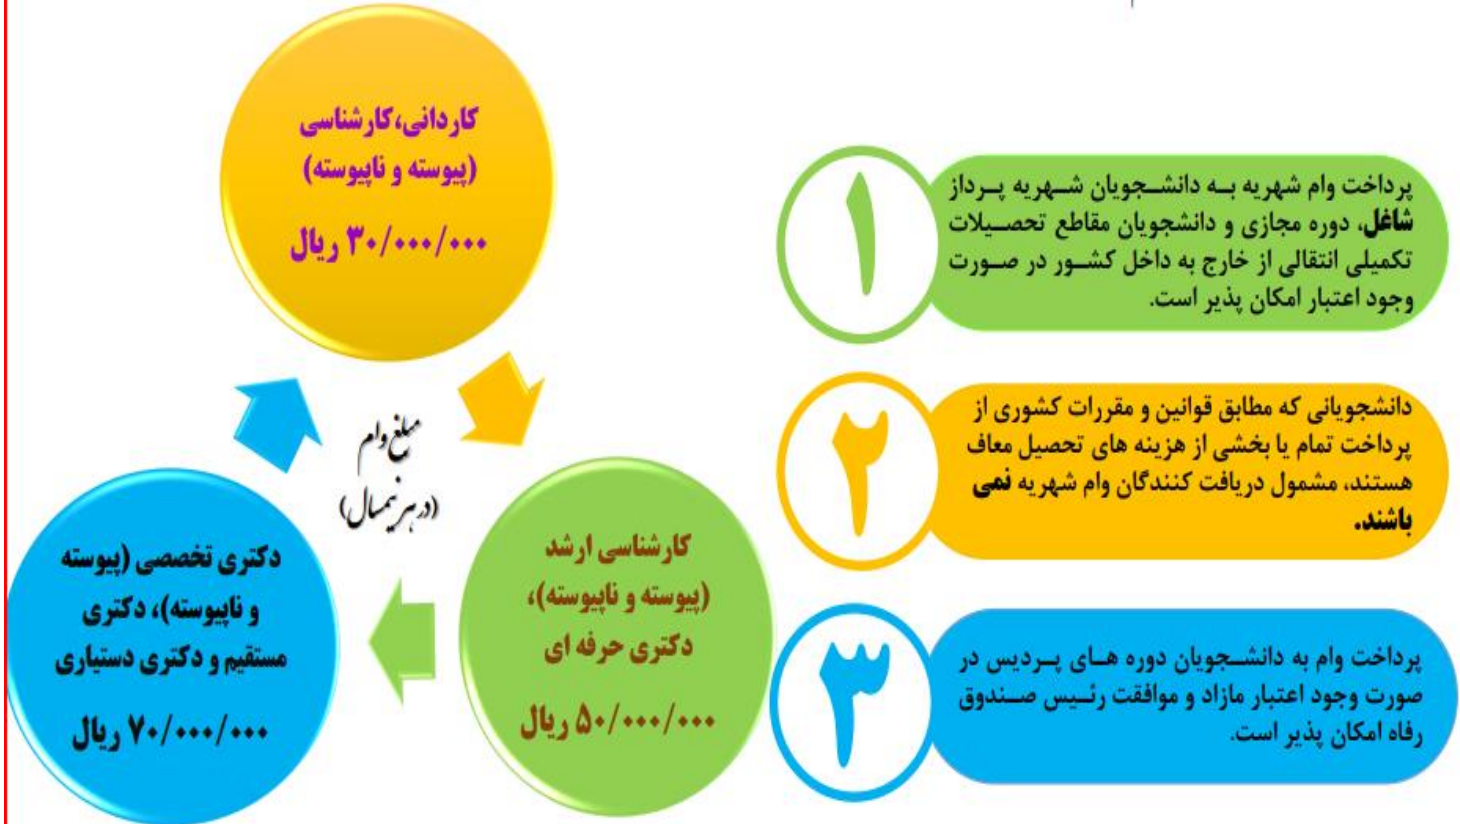 پرداخت وام شهریه به دانشجویان شهریه پرداز
شاغل، دوره مجازی و دانشجویان مقاطع تحصیلات
تکمیلی انتقالی از خارج به داخل کشور در صورت
وجود اعتبار امکان پذیر است.
۱
دانشجویانی که مطابق قوانین و مقررات کشوری از
پرداخت تمام یا بخشی از هزینه های تحصیل معاف
هستند، مشمول دریافت کنندگان وام شهریه نمی
باشند.
۲
پرداخت وام به دانشجویان دوره های پردیس در
صورت وجود اعتبار مازاد و موافقت رئیس صندوق
رفاه امکان پذیر است.
۳
کاردانی،کارشناسی
(پیوسته و ناپیوسته)
۳۰/۰۰۰/۰۰۰ ریال
مبلغ وام
(در هر نیمسال)
کارشناسی ارشد
(پیوسته و ناپیوسته)،
دکتری حرفه ای
۵۰/۰۰۰/۰۰۰ ریال
دکتری تخصصی (پیوسته
و ناپیوسته)، دکتری
مستقیم و دکتری دستیاری
۷۰/۰۰۰/۰۰۰ ریال